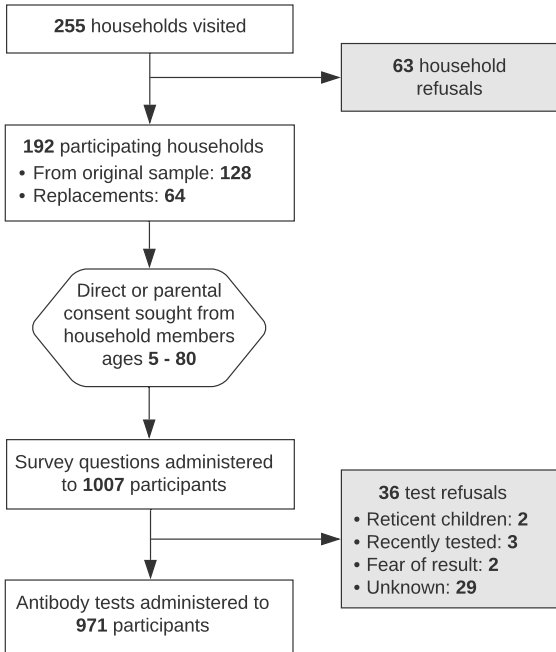 255 households visited
63 household
refusals
192 participating households
• From original sample: 128
• Replacements: 64
Direct or parental
consent sought from
household members
ages 5 - 80
Survey questions administered
to 1007 participants
36 test refusals
• Reticent children: 2
• Recently tested: 3
• Fear of result: 2
• Unknown: 29
Antibody tests administered to
971 participants